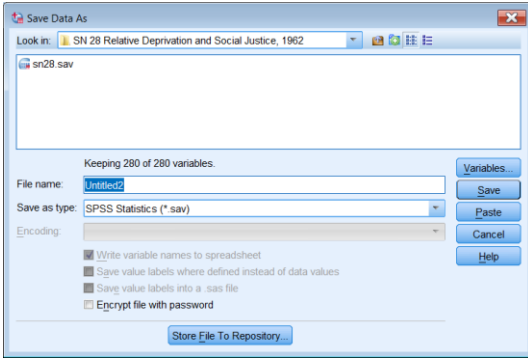 Save Data As
Look in: SN 28 Relative Deprivation and Social Justice, 1962
sn28.sav
Keeping 280 of 280 variables.
Variables...
File name: Untitled2
Save
Save as type: SPSS Statistics (*.sav)
Paste
Encoding:
Cancel
Write variable names to spreadsheet
Help
Save value labels where defined instead of data values
Save value labels into a .sas file
Encrypt file with password
Store File To Repository...